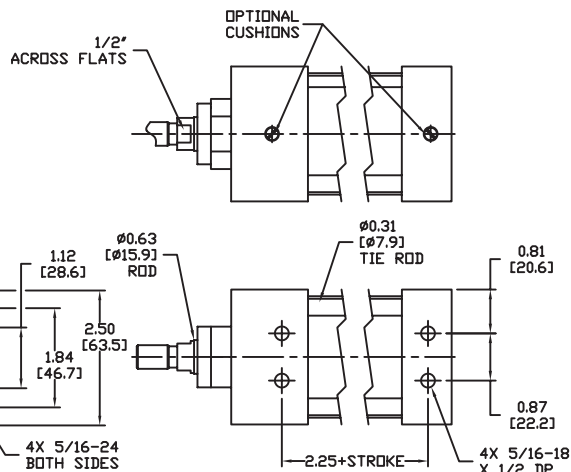 OPTIONAL
CUSHIONS
1/2"
ACROSS FLATS
1.12
[28.6]
Ø0.63
[Ø15.9]
ROD
Ø0.31
[Ø7.9]
TIE ROD
0.81
[20.6]
2.50
[63.5]
1.84
[46.7]
0.87
[22.2]
4X 5/16-24
BOTH SIDES
2.25+STROKE
4X 5/16-18
X 1/2 DP